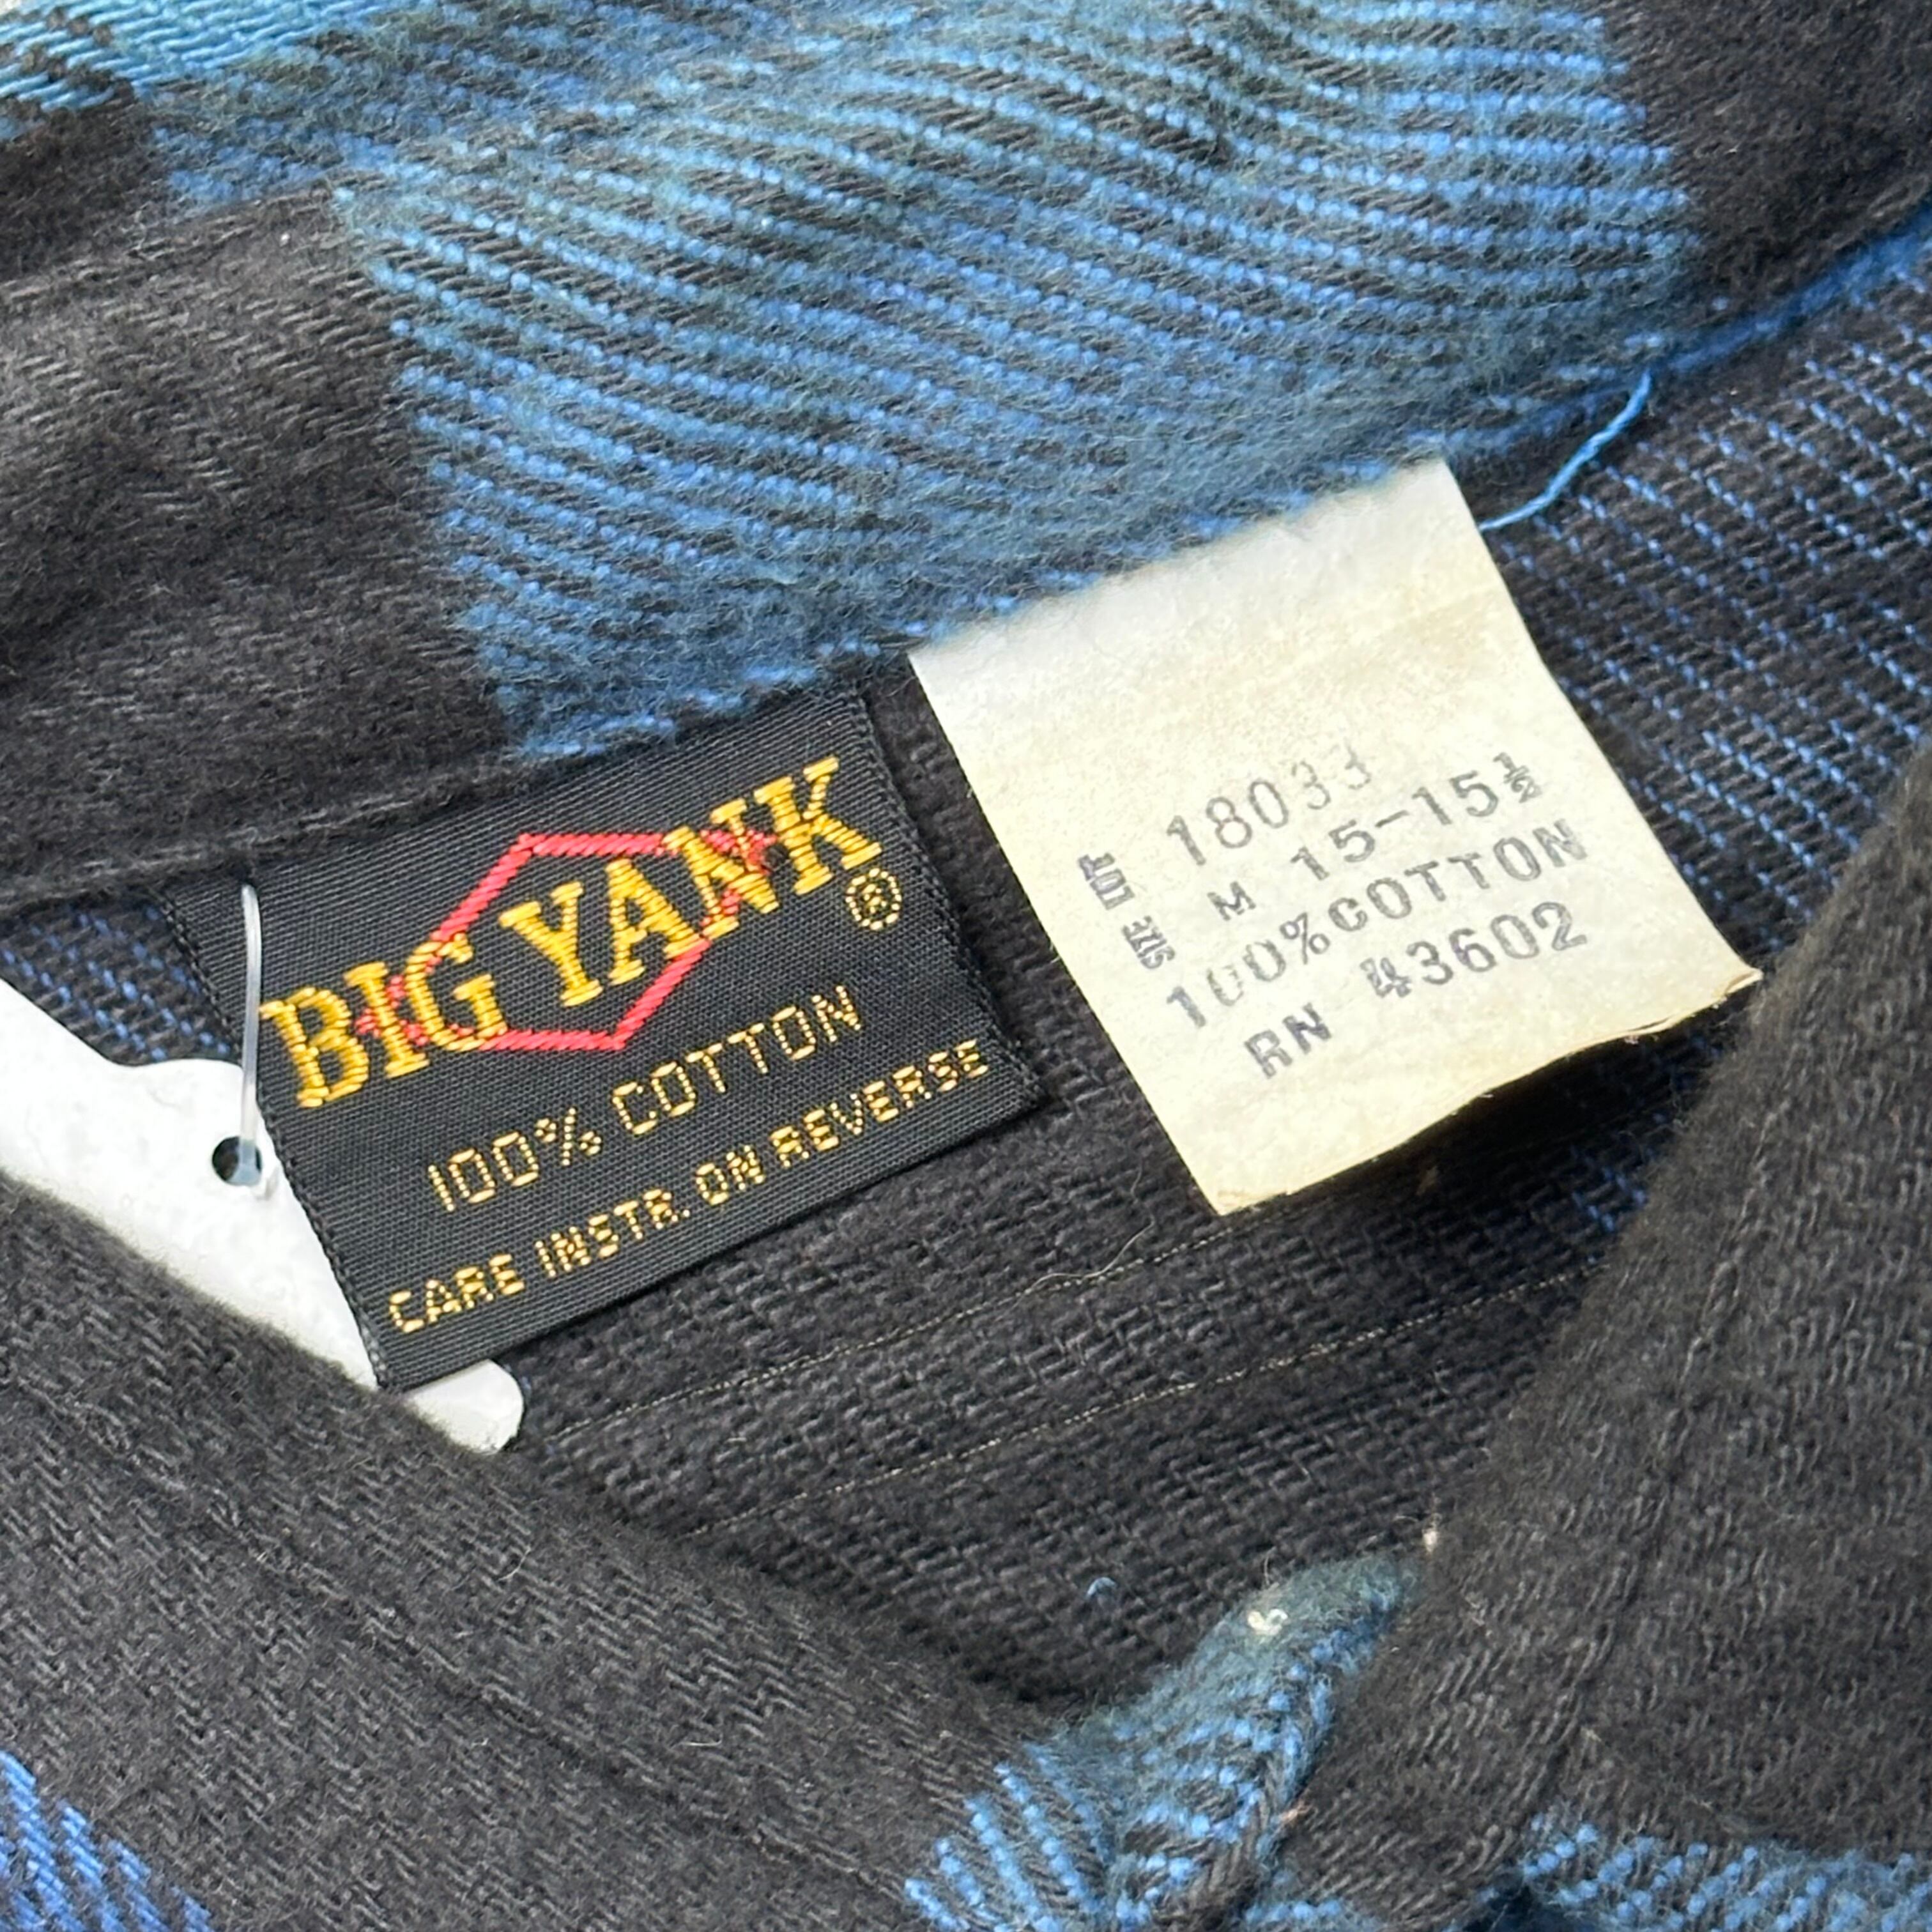 BIG YANK ®
100% COTTON
CARE INSTR. ON REVERSE
LOT 18033
SIZE M 15-15½
100% COTTON
RN 43602